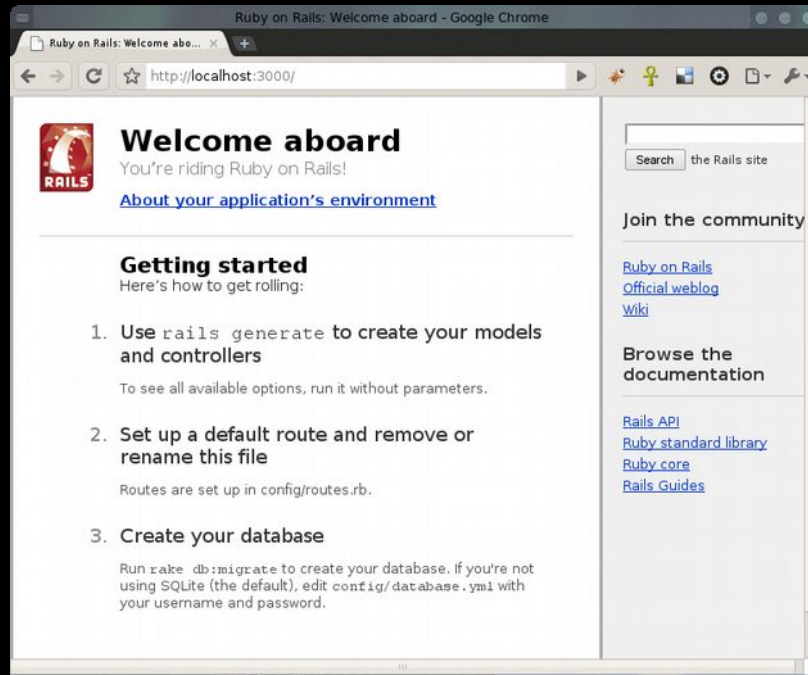 Ruby on Rails: Welcome aboard - Google Chrome
Ruby on Rails: Welcome abo...
http://localhost:3000/
RAILS
Welcome aboard
You're riding Ruby on Rails!
About your application's environment
Getting started
Here's how to get rolling:
1. Use rails generate to create your models
and controllers
To see all available options, run it without parameters.
2. Set up a default route and remove or
rename this file
Routes are set up in config/routes.rb.
3. Create your database
Run rake db:migrate to create your database. If you're not
using SQLite (the default), edit config/database.yml with
your username and password.
Search the Rails site
Join the community
Ruby on Rails
Official weblog
Wiki
Browse the
documentation
Rails API
Ruby standard library
Ruby core
Rails Guides